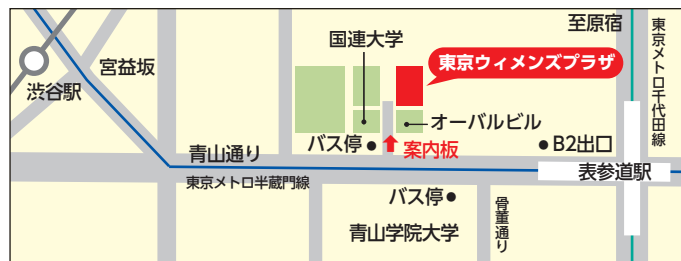 至原宿
国連大学
東京メトロ千代田線
宮益坂
東京ウィメンズプラザ
渋谷駅
オーバルビル
バス停
案内板
B2出口
青山通り
表参道駅
東京メトロ半蔵門線
バス停
骨董通り
青山学院大学